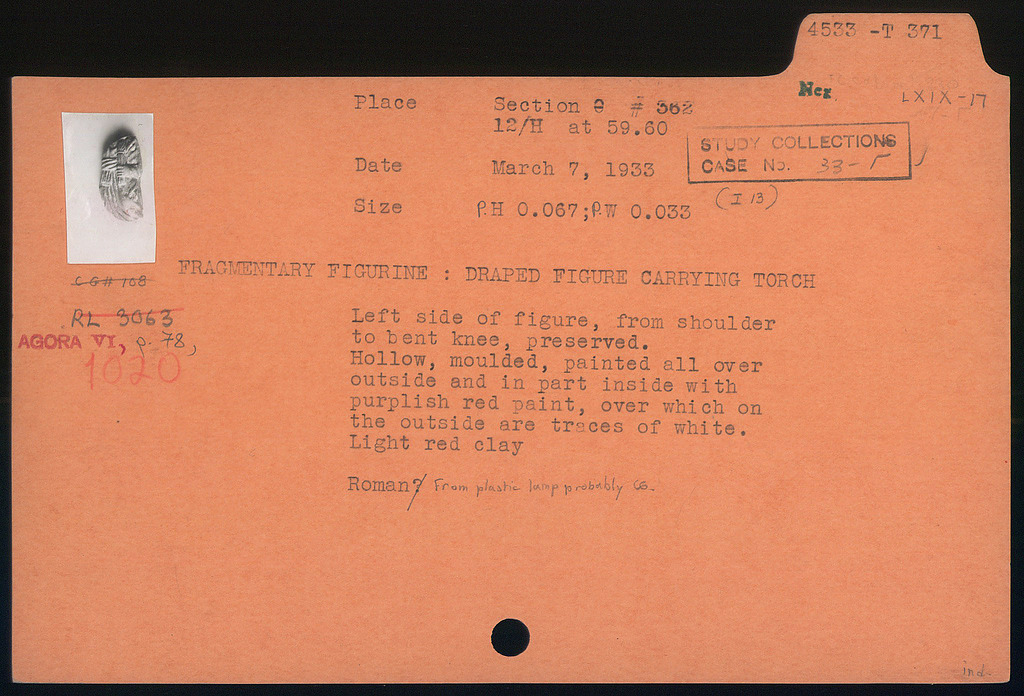 4533 -T 371
Neg. LXIX-17
Place Section Θ # 362
12/H at 59.60
STUDY COLLECTIONS
CASE No. 33-
Date March 7, 1933
(I 13)
Size P.H 0.067;P.W 0.033
FRAGMENTARY FIGURINE : DRAPED FIGURE CARRYING TORCH
C G # 168
RL 3063
AGORA VI, p. 78,
1020
Left side of figure, from shoulder
to bent knee, preserved.
Hollow, moulded, painted all over
outside and in part inside with
purplish red paint, over which on
the outside are traces of white.
Light red clay
Roman? From plastic lamp probably CG.
ind.